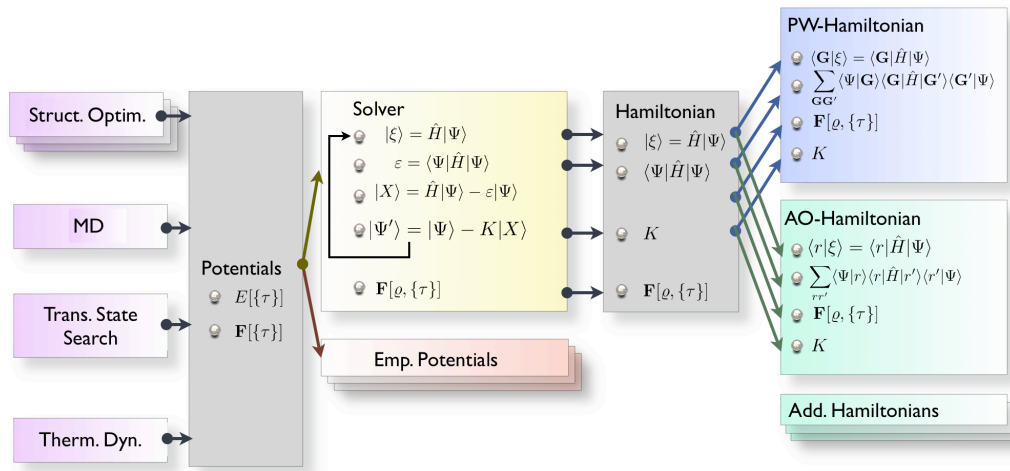 Struct. Optim.
MD
Trans. State
Search
Therm. Dyn.
Potentials
E[{τ}]
F[{τ}]
Solver
|ξ⟩ = Ĥ|Ψ⟩
ε = ⟨Ψ|Ĥ|Ψ⟩
|X⟩ = Ĥ|Ψ⟩ − ε|Ψ⟩
|Ψ′⟩ = |Ψ⟩ − K|X⟩
F[ϱ, {τ}]
Emp. Potentials
Hamiltonian
|ξ⟩ = Ĥ|Ψ⟩
⟨Ψ|Ĥ|Ψ⟩
K
F[ϱ, {τ}]
PW-Hamiltonian
⟨G|ξ⟩ = ⟨G|Ĥ|Ψ⟩
∑⟨Ψ|G⟩⟨G|Ĥ|G′⟩⟨G′|Ψ⟩
GG′
F[ϱ, {τ}]
K
AO-Hamiltonian
⟨r|ξ⟩ = ⟨r|Ĥ|Ψ⟩
∑⟨Ψ|r⟩⟨r|Ĥ|r′⟩⟨r′|Ψ⟩
rr′
F[ϱ, {τ}]
K
Add. Hamiltonians